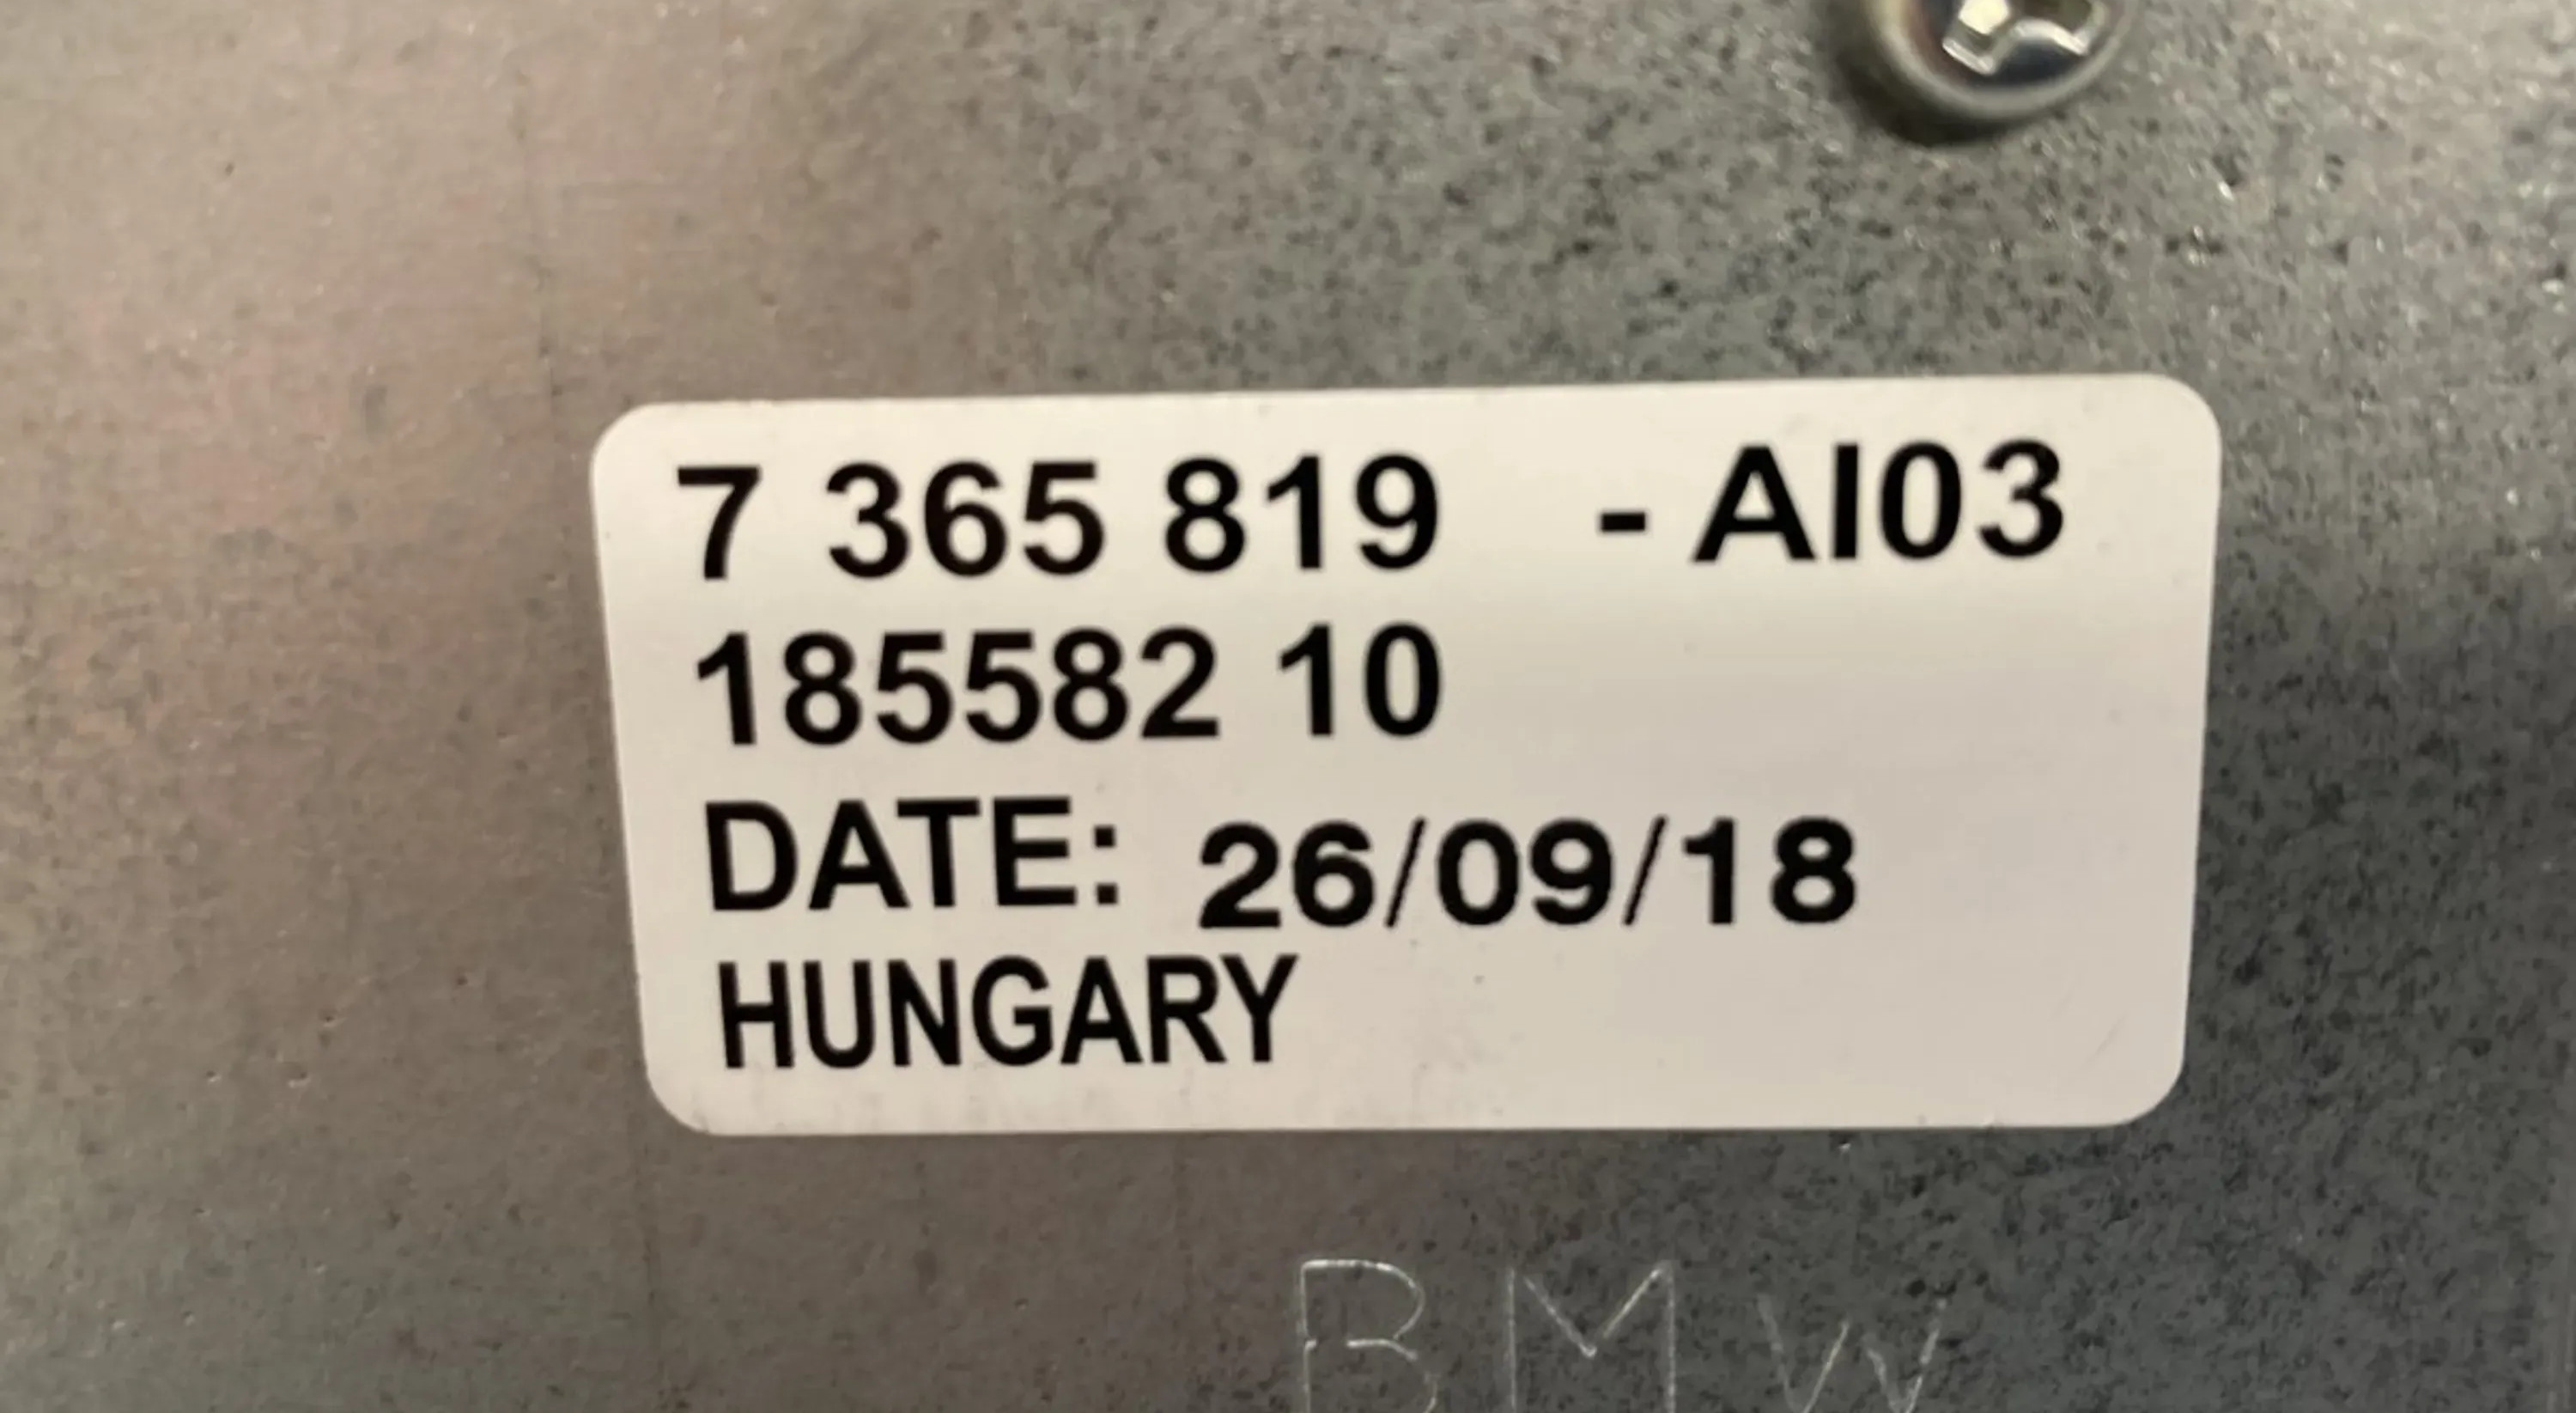 7 365 819 - AI03
185582 10
DATE: 26/09/18
HUNGARY
BMW